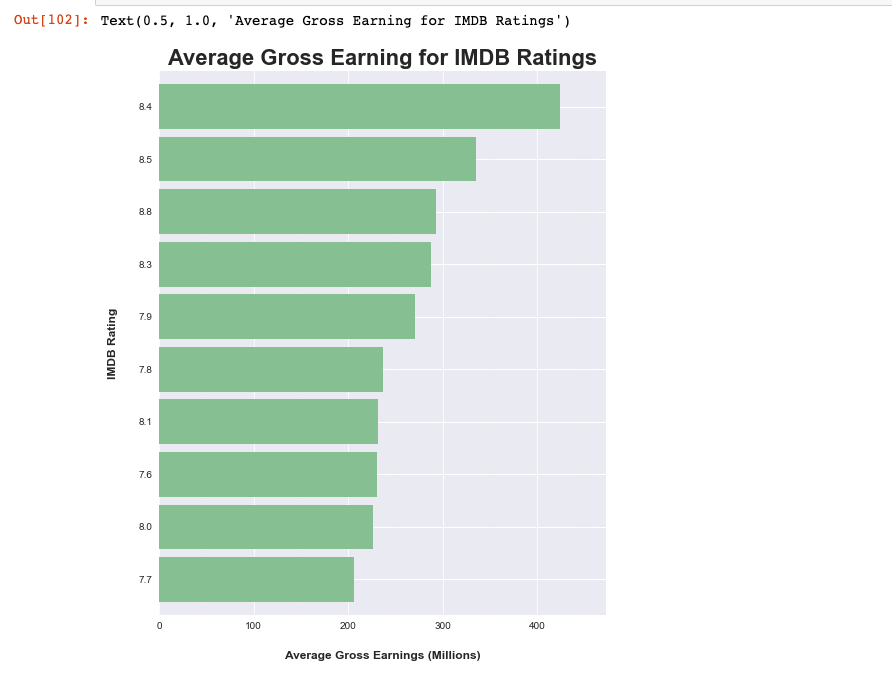 Out[102]: Text(0.5, 1.0, 'Average Gross Earning for IMDB Ratings')
Average Gross Earning for IMDB Ratings
8.4
8.5
8.8
8.3
7.9
IMDB Rating
7.8
8.1
7.6
8.0
7.7
0 100 200 300 400
Average Gross Earnings (Millions)